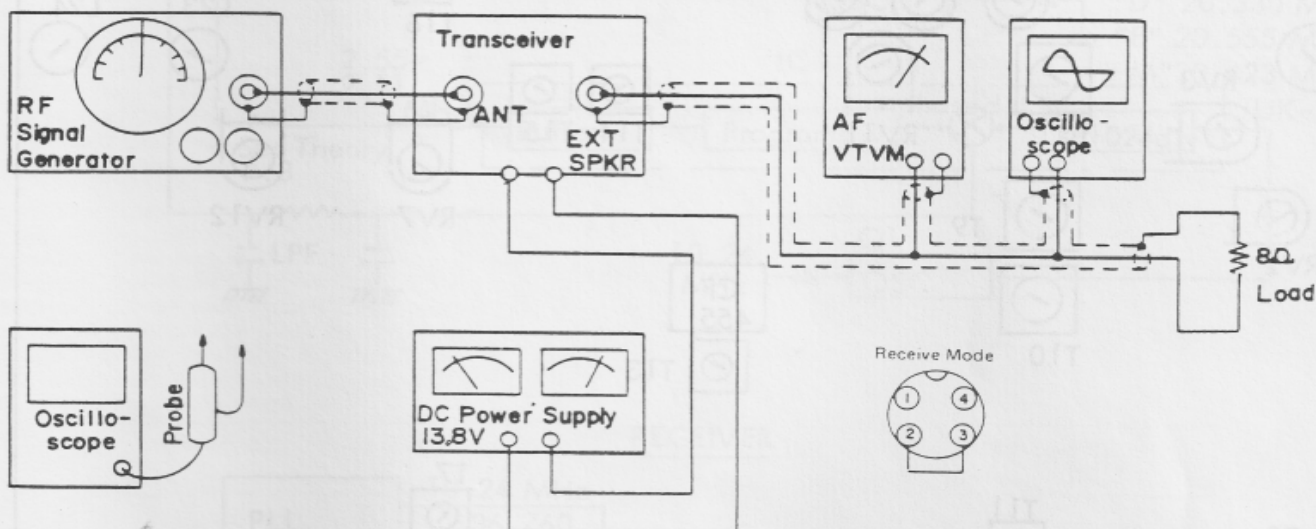 RF
Signal
Generator
Transceiver
ANT
EXT
SPKR
AF
VTVM
Oscillo-
scope
8Ω
Load
Oscillo-
scope
Probe
DC Power Supply
13.8V
Receive Mode
1 4
2 3